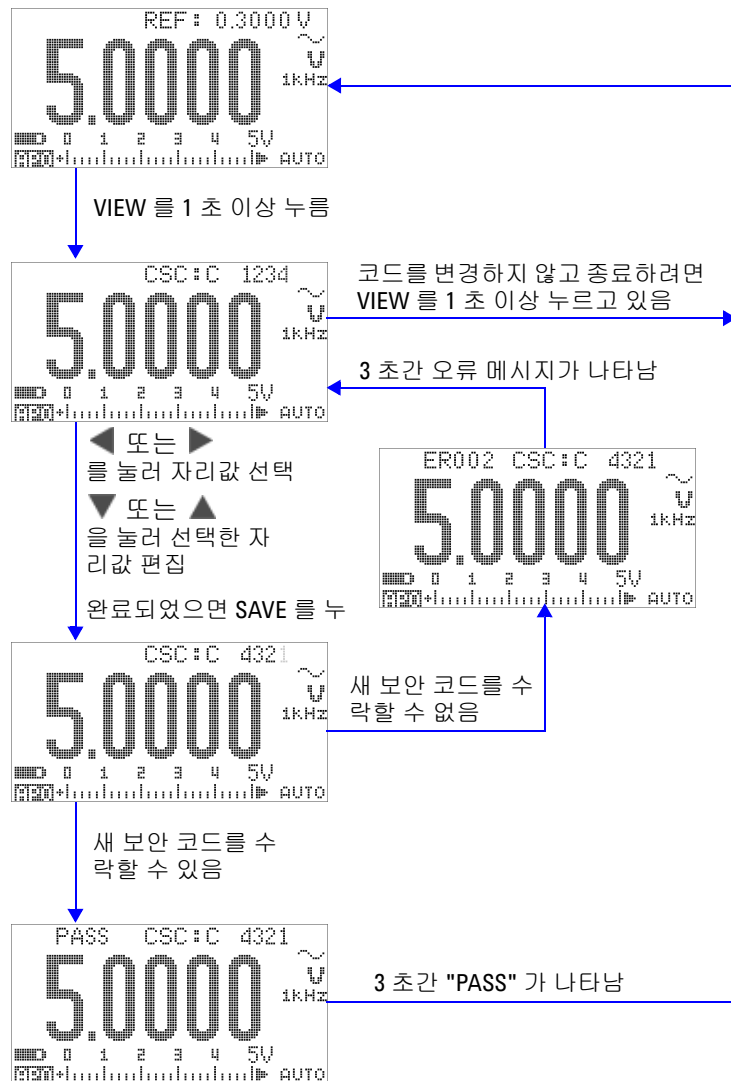 REF: 0.3000 V
5.0000
V
1kHz
0 1 2 3 4 5V
APO AUTO
VIEW 를 1 초 이상 누름
CSC:C 1234
5.0000
V
1kHz
0 1 2 3 4 5V
APO AUTO
코드를 변경하지 않고 종료하려면
VIEW 를 1 초 이상 누르고 있음
3 초간 오류 메시지가 나타남
◀ 또는 ▶
를 눌러 자리값 선택
▼ 또는 ▲
을 눌러 선택한 자
리값 편집
완료되었으면 SAVE 를 누
ER002 CSC:C 4321
5.0000
V
1kHz
0 1 2 3 4 5V
APO AUTO
CSC:C 4321
5.0000
V
1kHz
0 1 2 3 4 5V
APO AUTO
새 보안 코드를 수
락할 수 없음
새 보안 코드를 수
락할 수 있음
PASS CSC:C 4321
5.0000
V
1kHz
0 1 2 3 4 5V
APO AUTO
3 초간 "PASS" 가 나타남